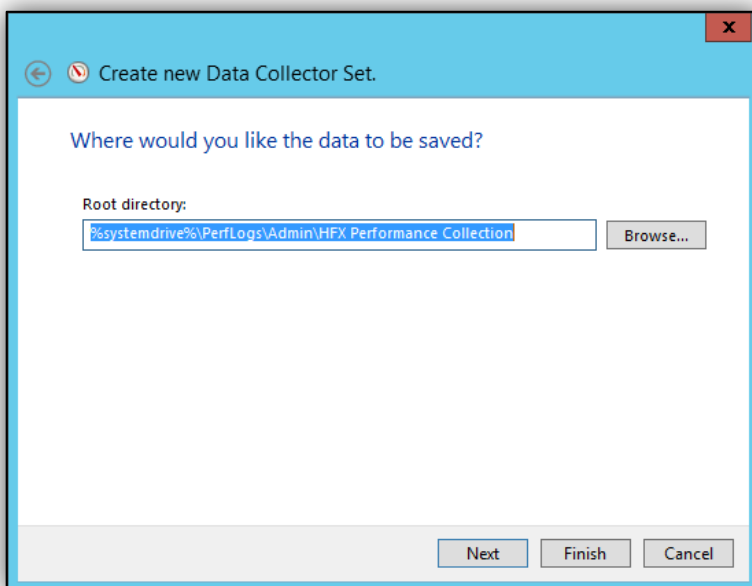 x
Create new Data Collector Set.
Where would you like the data to be saved?
Root directory:
%systemdrive%\PerfLogs\Admin\HFX Performance Collection
Browse...
Next
Finish
Cancel